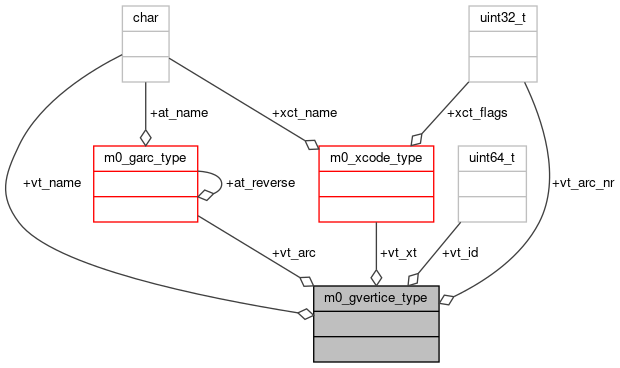 char
uint32_t
+at_name
+xct_name
+xct_flags
m0_garc_type
m0_xcode_type
uint64_t
+vt_name
+at_reverse
+vt_arc_nr
+vt_arc
+vt_xt
+vt_id
m0_gvertice_type